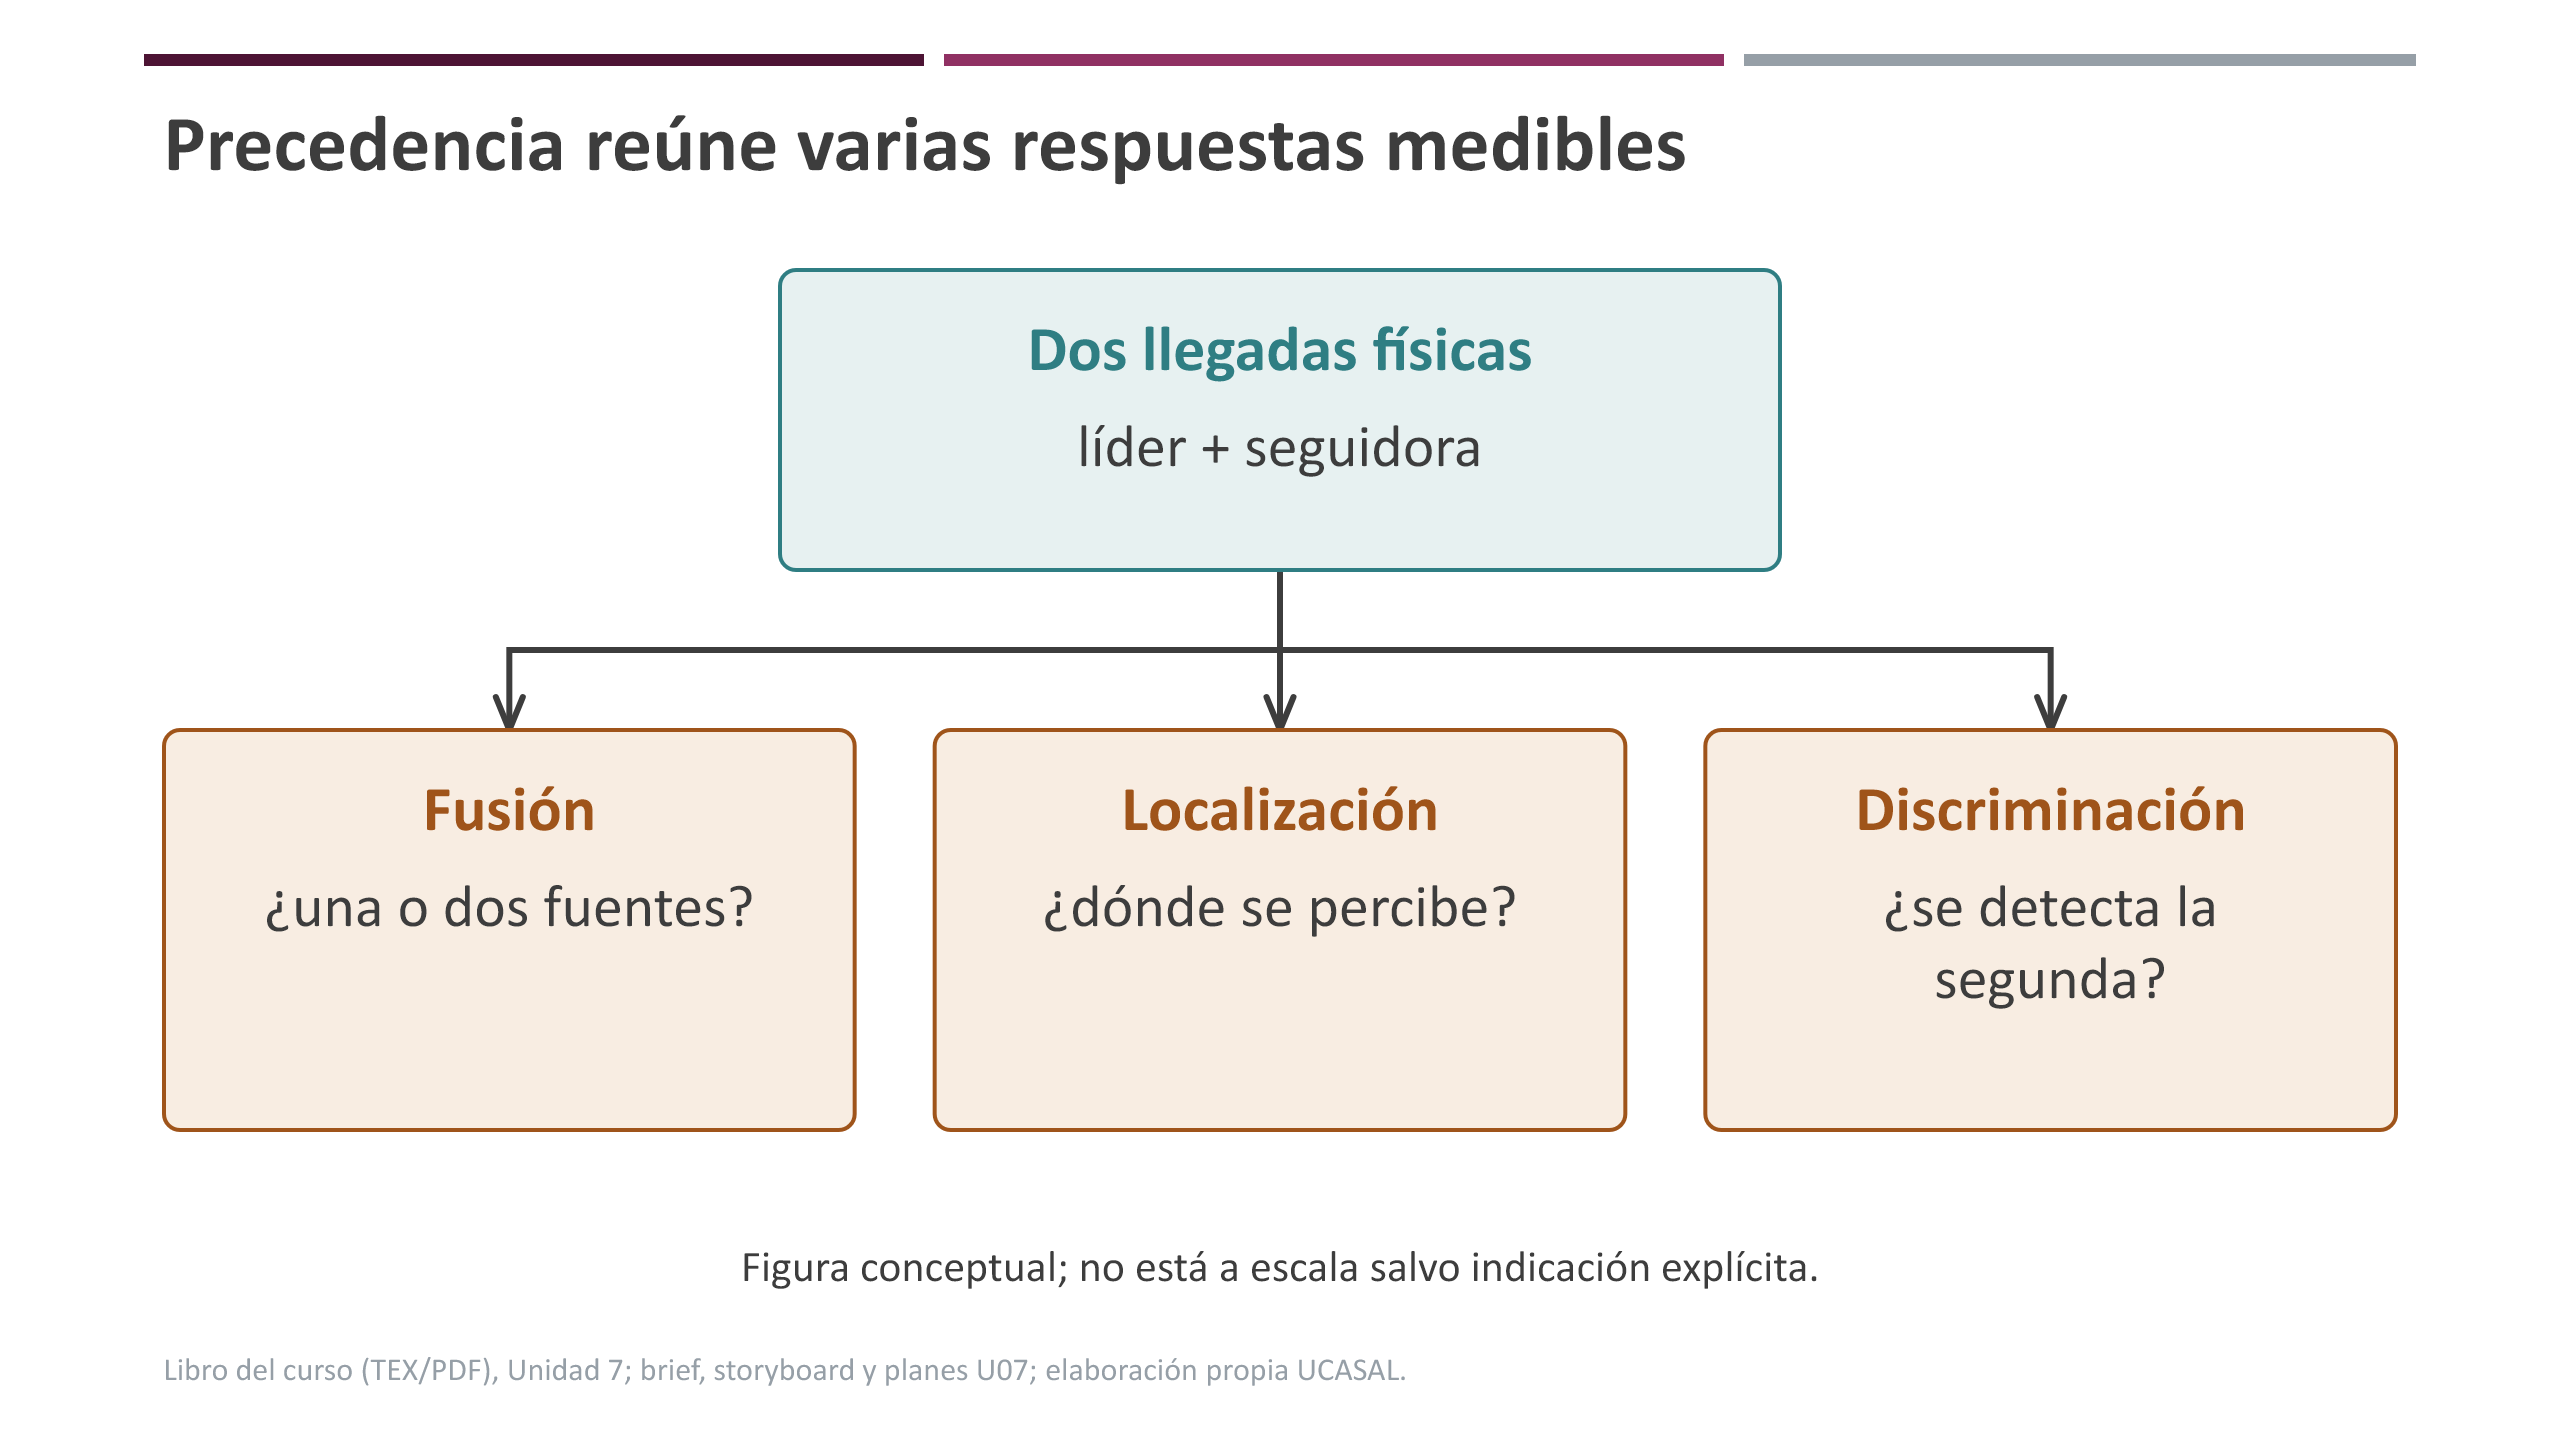 Precedencia reúne varias respuestas medibles
Dos llegadas físicas
líder + seguidora
Fusión
¿una o dos fuentes?
Localización
¿dónde se percibe?
Discriminación
¿se detecta la
segunda?
Figura conceptual; no está a escala salvo indicación explícita.
Libro del curso (TEX/PDF), Unidad 7; brief, storyboard y planes U07; elaboración propia UCASAL.